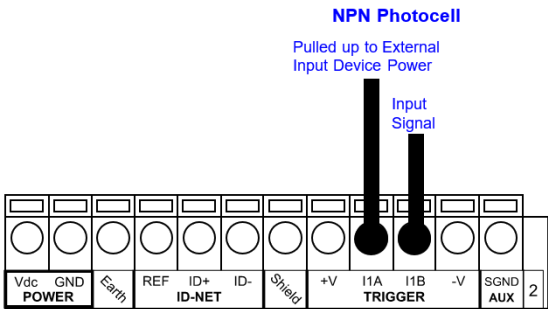 NPN Photocell
Pulled up to External
Input Device Power
Input
Signal
Vdc GND Earth REF ID+ ID- Shield +V I1A I1B -V SGND 2
POWER ID-NET TRIGGER AUX